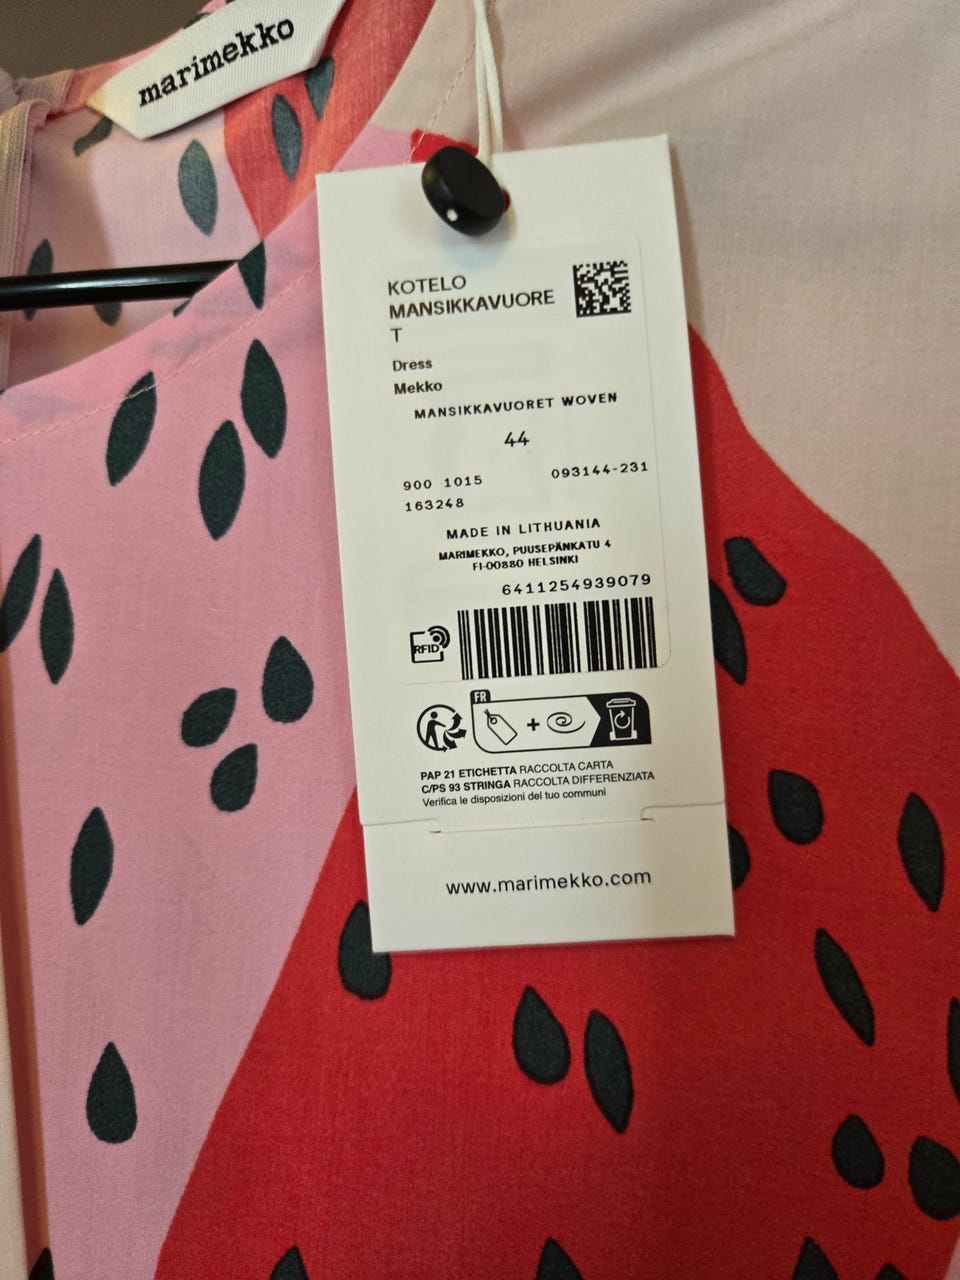 marimekko
KOTELO
MANSIKKAVUORE
T
Dress
Mekko
MANSIKKAVUORET WOVEN
44
900 1015 093144-231
163248
MADE IN LITHUANIA
MARIMEKKO, PUUSEPÄNKATU 4
FI-00880 HELSINKI
6411254939079
RFID
FR
+
PAP 21 ETICHETTA RACCOLTA CARTA
C/PS 93 STRINGA RACCOLTA DIFFERENZIATA
Verifica le disposizioni del tuo communi
www.marimekko.com